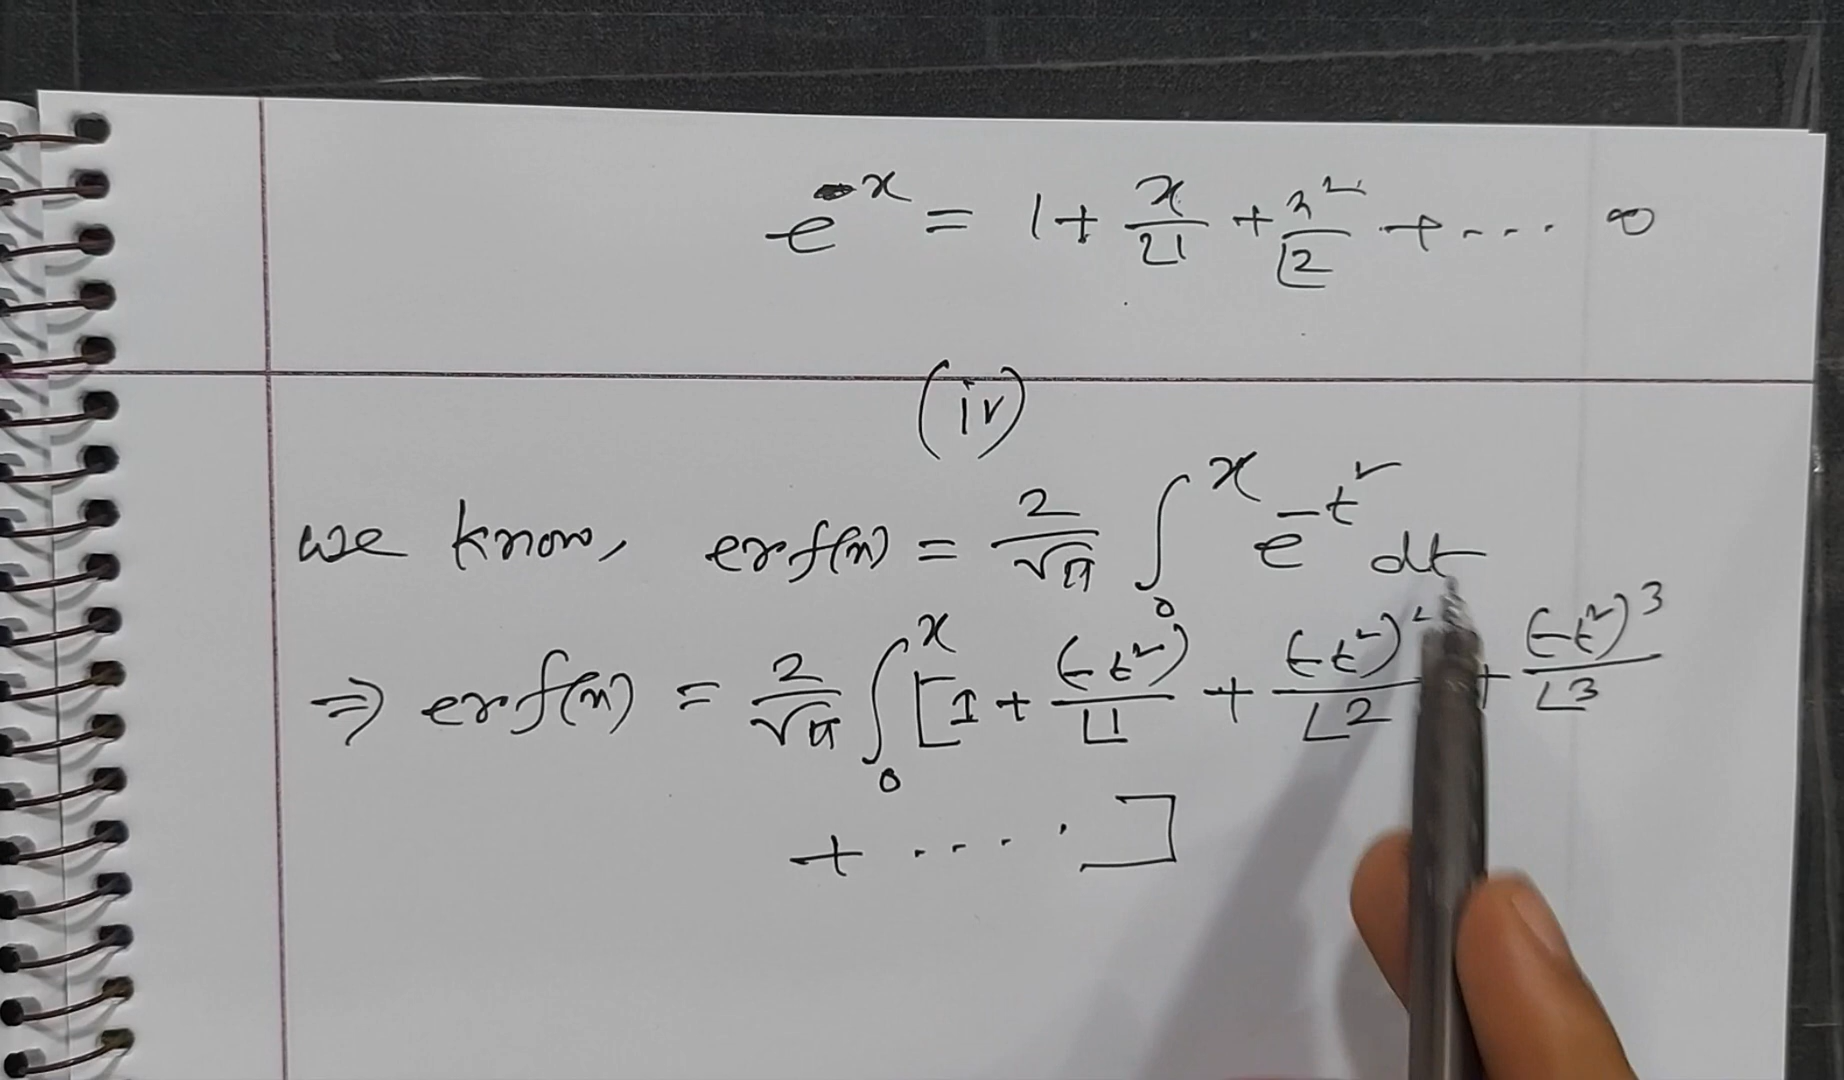 e^x = 1 + x/⌊1 + x²/⌊2 + .... ∞
(iv)
we know, erf(x) = 2/√π ∫₀^x e^(-t²) dt
⇒ erf(x) = 2/√π ∫₀^x [1 + (-t²)/⌊1 + (-t²)²/⌊2 + (-t²)³/⌊3
+ ..... ]